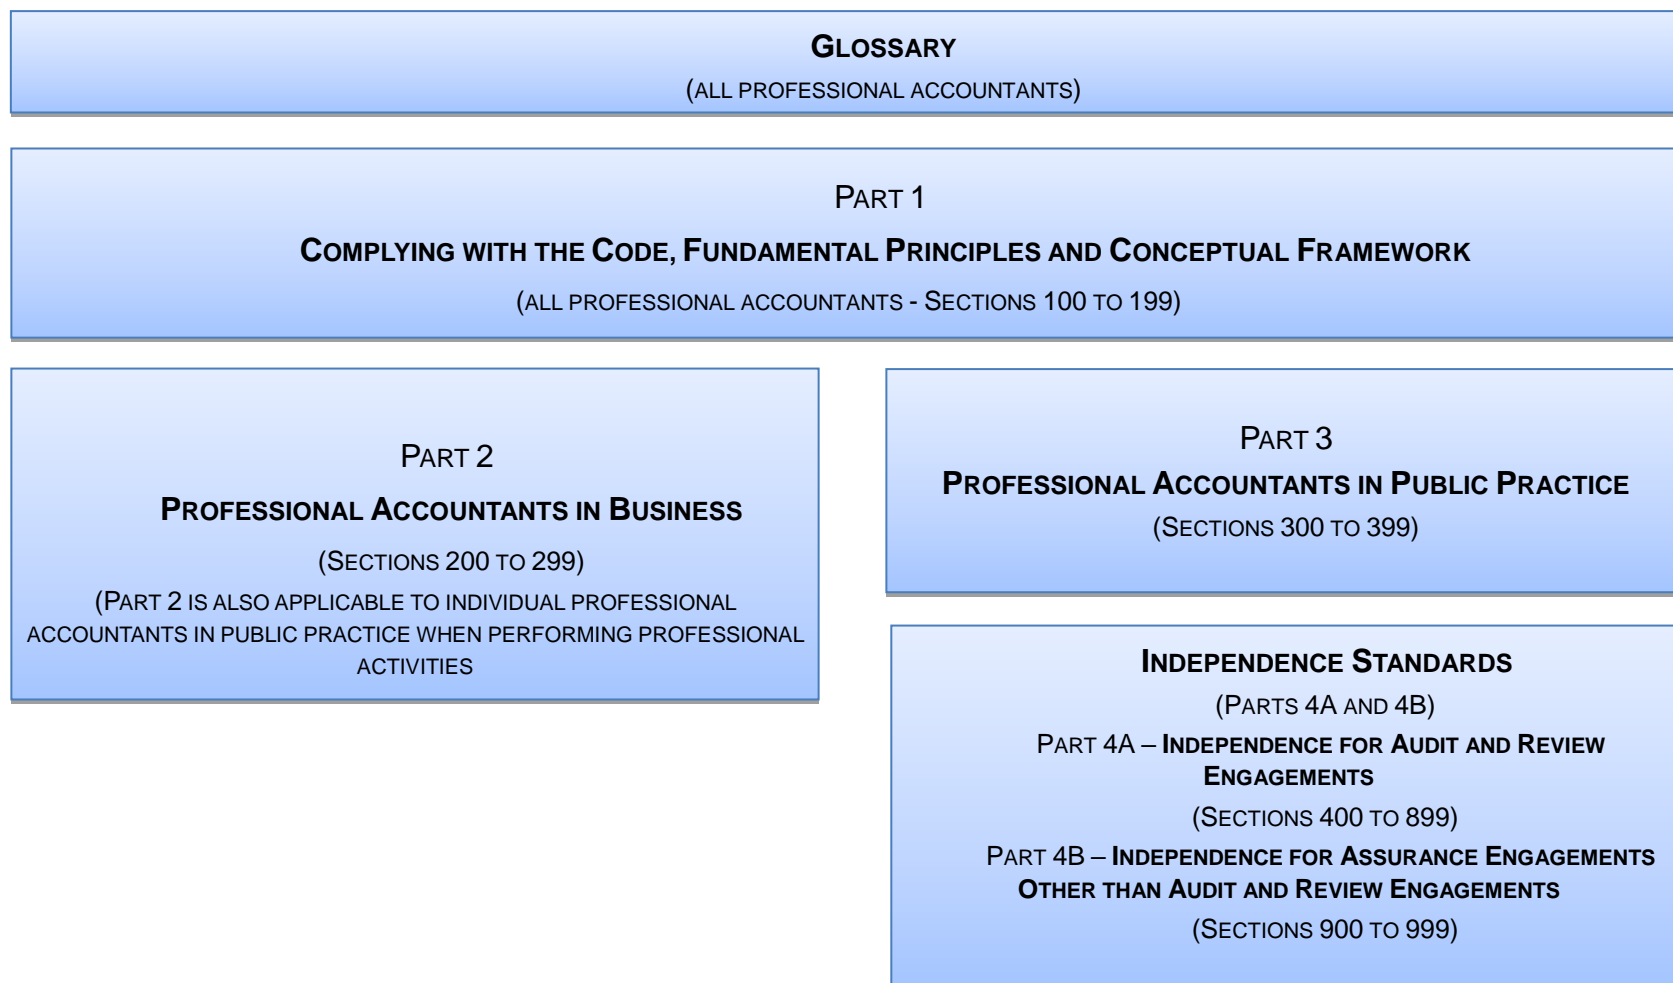 GLOSSARY
(ALL PROFESSIONAL ACCOUNTANTS)
PART 1
COMPLYING WITH THE CODE, FUNDAMENTAL PRINCIPLES AND CONCEPTUAL FRAMEWORK
(ALL PROFESSIONAL ACCOUNTANTS - SECTIONS 100 TO 199)
PART 2
PROFESSIONAL ACCOUNTANTS IN BUSINESS
(SECTIONS 200 TO 299)
(PART 2 IS ALSO APPLICABLE TO INDIVIDUAL PROFESSIONAL
ACCOUNTANTS IN PUBLIC PRACTICE WHEN PERFORMING PROFESSIONAL
ACTIVITIES
PART 3
PROFESSIONAL ACCOUNTANTS IN PUBLIC PRACTICE
(SECTIONS 300 TO 399)
INDEPENDENCE STANDARDS
(PARTS 4A AND 4B)
PART 4A – INDEPENDENCE FOR AUDIT AND REVIEW
ENGAGEMENTS
(SECTIONS 400 TO 899)
PART 4B – INDEPENDENCE FOR ASSURANCE ENGAGEMENTS
OTHER THAN AUDIT AND REVIEW ENGAGEMENTS
(SECTIONS 900 TO 999)